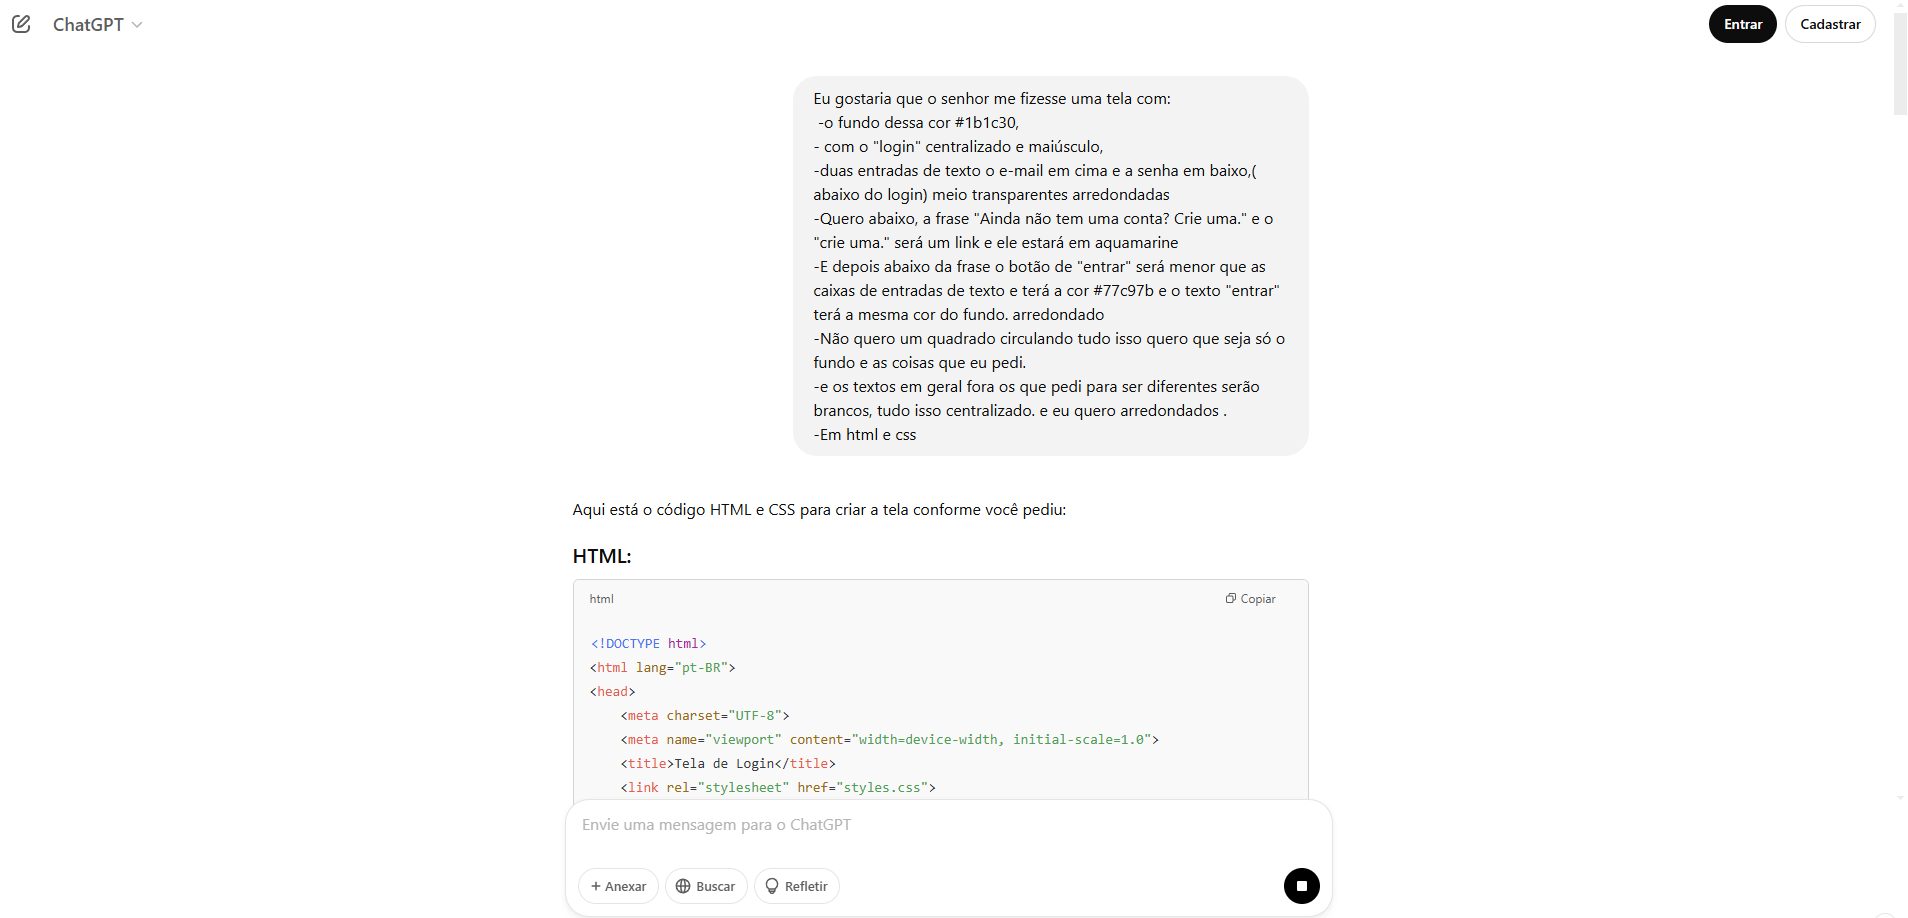 ChatGPT
Entrar
Cadastrar
Eu gostaria que o senhor me fizesse uma tela com:
-o fundo dessa cor #1b1c30,
- com o "login" centralizado e maiúsculo,
-duas entradas de texto o e-mail em cima e a senha em baixo,(
abaixo do login) meio transparentes arredondadas
-Quero abaixo, a frase "Ainda não tem uma conta? Crie uma." e o
"crie uma." será um link e ele estará em aquamarine
-E depois abaixo da frase o botão de "entrar" será menor que as
caixas de entradas de texto e terá a cor #77c97b e o texto "entrar"
terá a mesma cor do fundo. arredondado
-Não quero um quadrado circulando tudo isso quero que seja só o
fundo e as coisas que eu pedi.
-e os textos em geral fora os que pedi para ser diferentes serão
brancos, tudo isso centralizado. e eu quero arredondados .
-Em html e css
Aqui está o código HTML e CSS para criar a tela conforme você pediu:
HTML:
html
Copiar
<!DOCTYPE html>
<html lang="pt-BR">
<head>
<meta charset="UTF-8">
<meta name="viewport" content="width=device-width, initial-scale=1.0">
<title>Tela de Login</title>
<link rel="stylesheet" href="styles.css">
Envie uma mensagem para o ChatGPT
+ Anexar
Buscar
Refletir